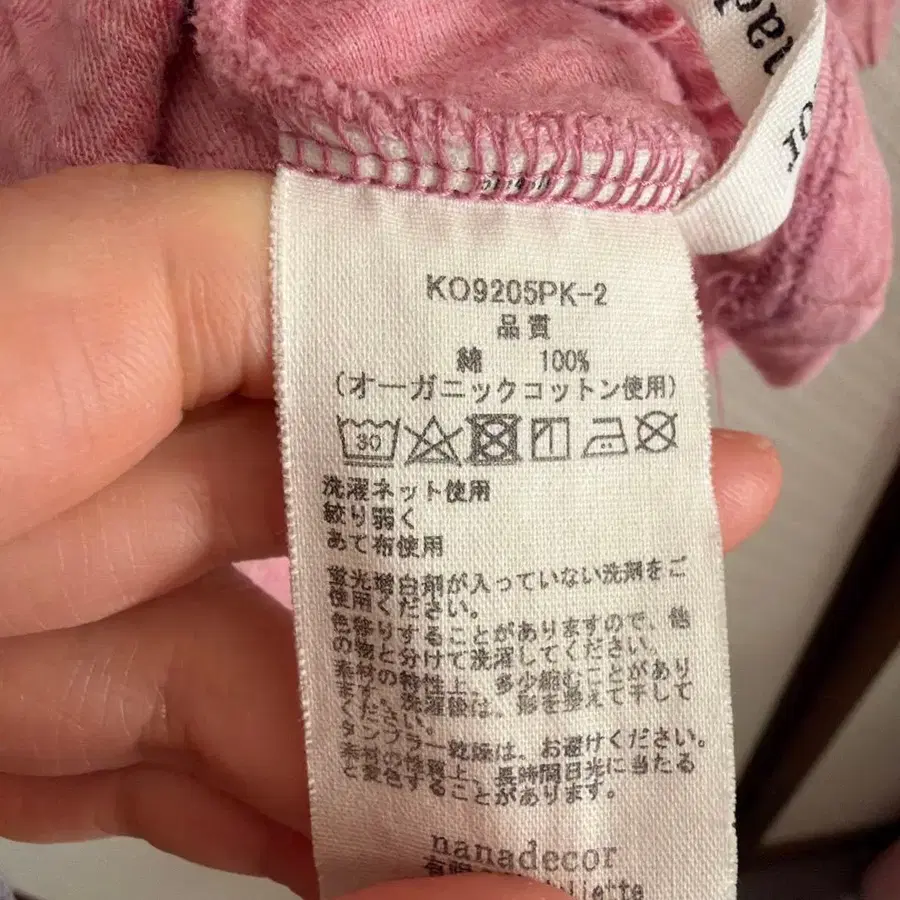 KO9205PK-2
品質
綿 100%
(オーガニックコットン使用)
30
洗濯ネット使用
絞り弱く
あて布使用
蛍光増白剤が入っていない洗剤をご
使用ください。
色移りすることがありますので、他
の物と分けて洗濯してください。
素材の特性上、多少縮むことがあり
ます。洗濯後は、形を整えて干して
ください。
タンブラー乾燥は、お避けください。
素材の性質上、長時間日光に当たる
と変色することがあります。
nanadecor